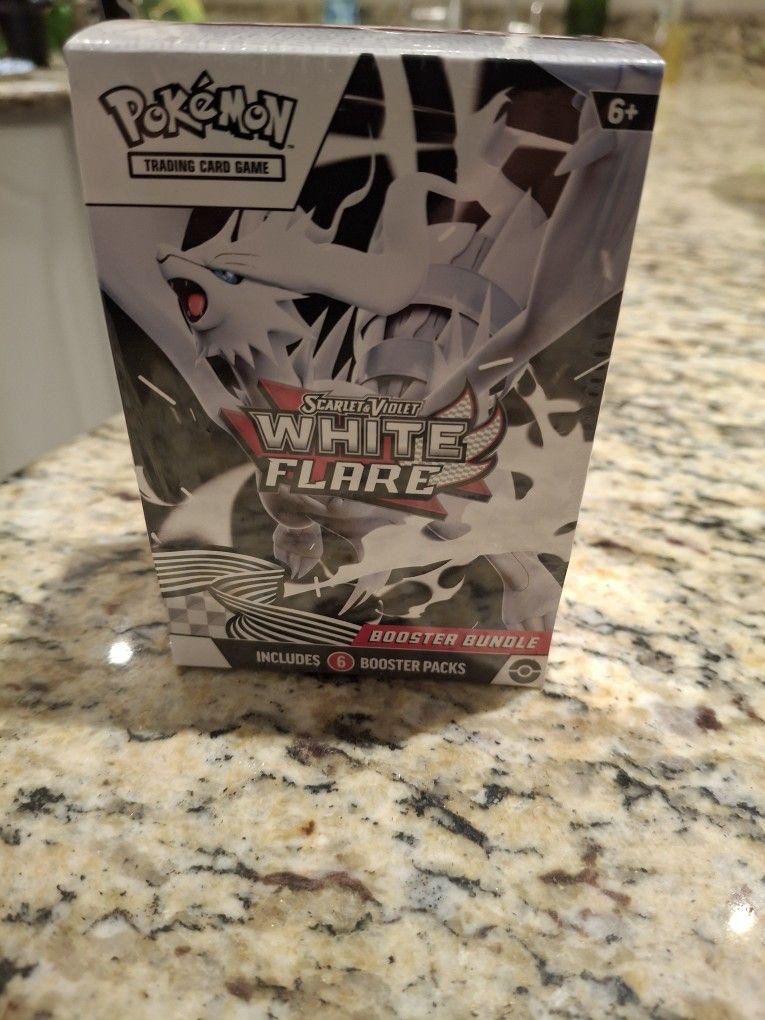 POKéMON
TRADING CARD GAME
6+
SCARLET & VIOLET
WHITE
FLARE
BOOSTER BUNDLE
INCLUDES 6 BOOSTER PACKS